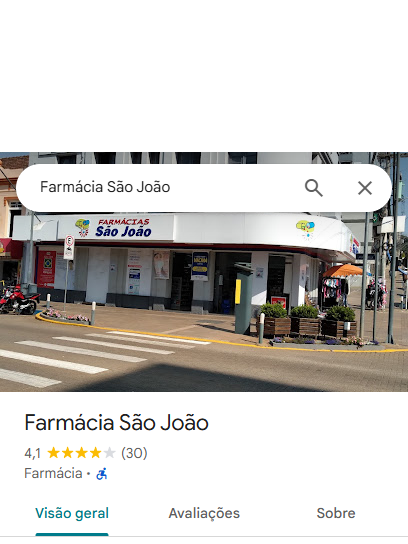 Farmácia São João
FARMÁCIAS
São João
Farmácia São João
4,1 (30)
Farmácia ·
Visão geral
Avaliações
Sobre